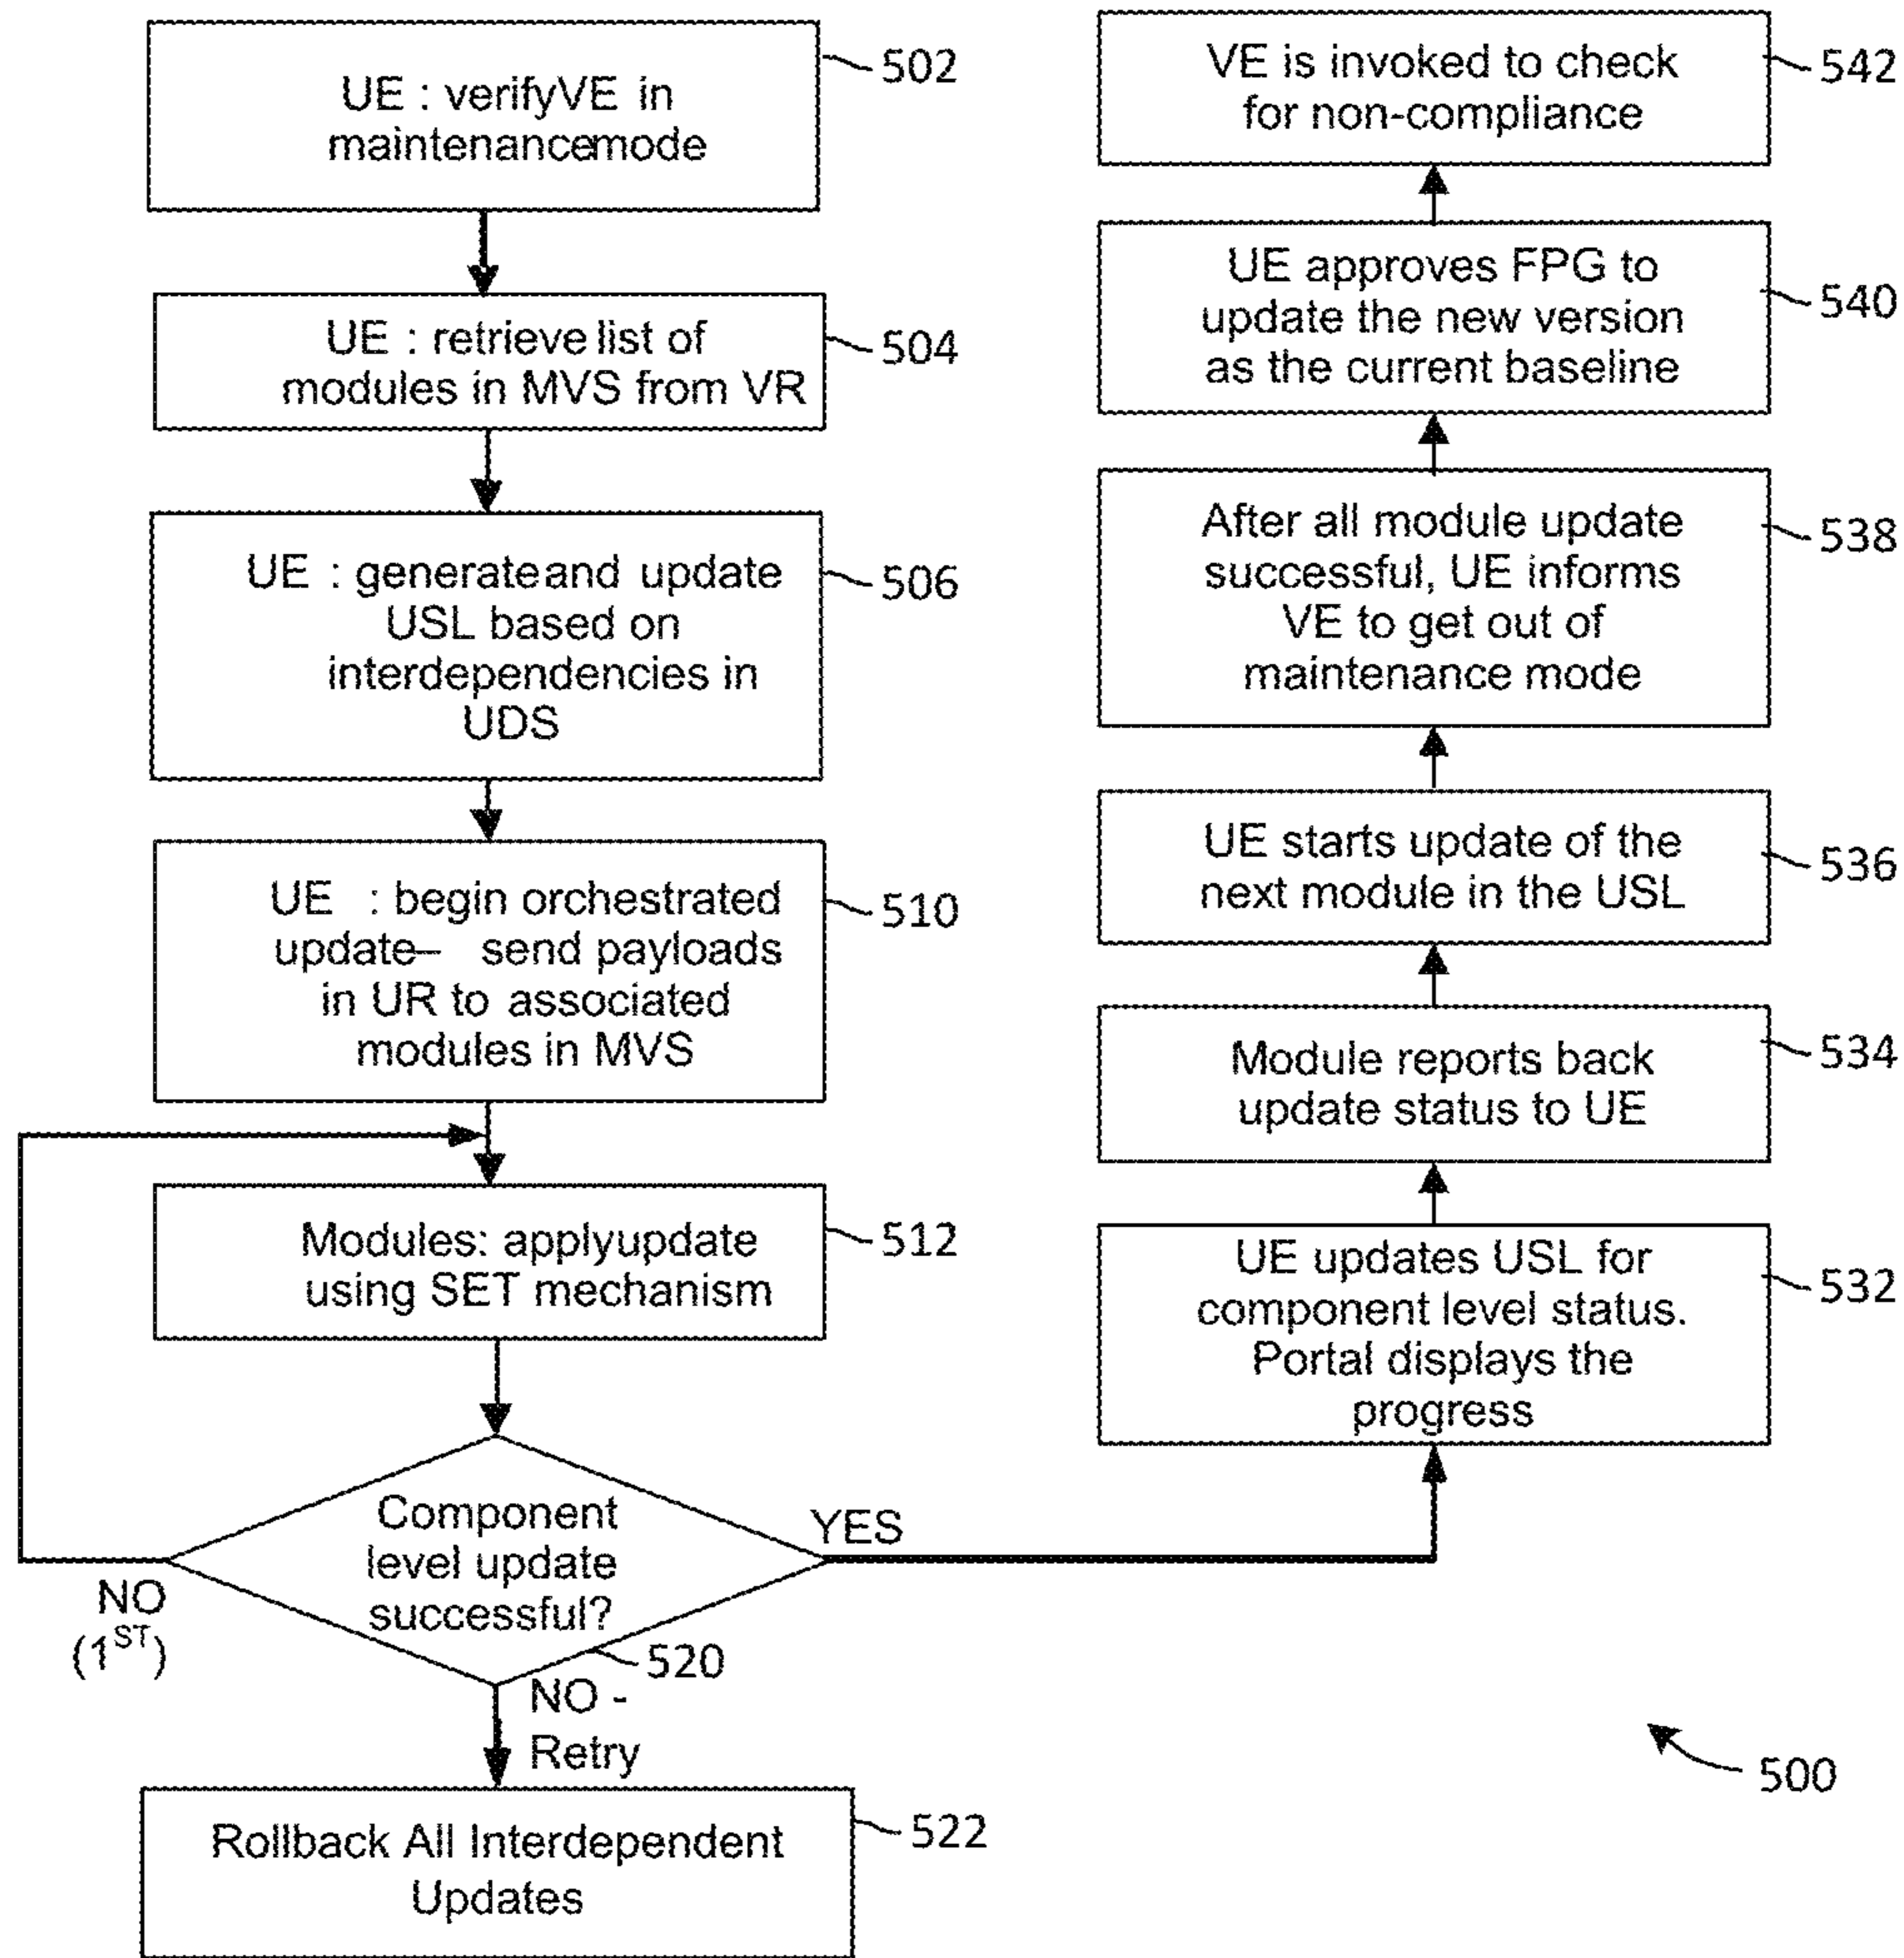 UE : verifyVE in
maintenancemode
502
UE : retrieve list of
modules in MVS from VR
504
UE : generateand update
USL based on
interdependencies in
UDS
506
UE : begin orchestrated
update– send payloads
in UR to associated
modules in MVS
510
Modules: applyupdate
using SET mechanism
512
Component
level update
successful?
520
NO
(1ST)
YES
NO -
Retry
Rollback All Interdependent
Updates
522
UE updates USL for
component level status.
Portal displays the
progress
532
Module reports back
update status to UE
534
UE starts update of the
next module in the USL
536
After all module update
successful, UE informs
VE to get out of
maintenance mode
538
UE approves FPG to
update the new version
as the current baseline
540
VE is invoked to check
for non-compliance
542
500